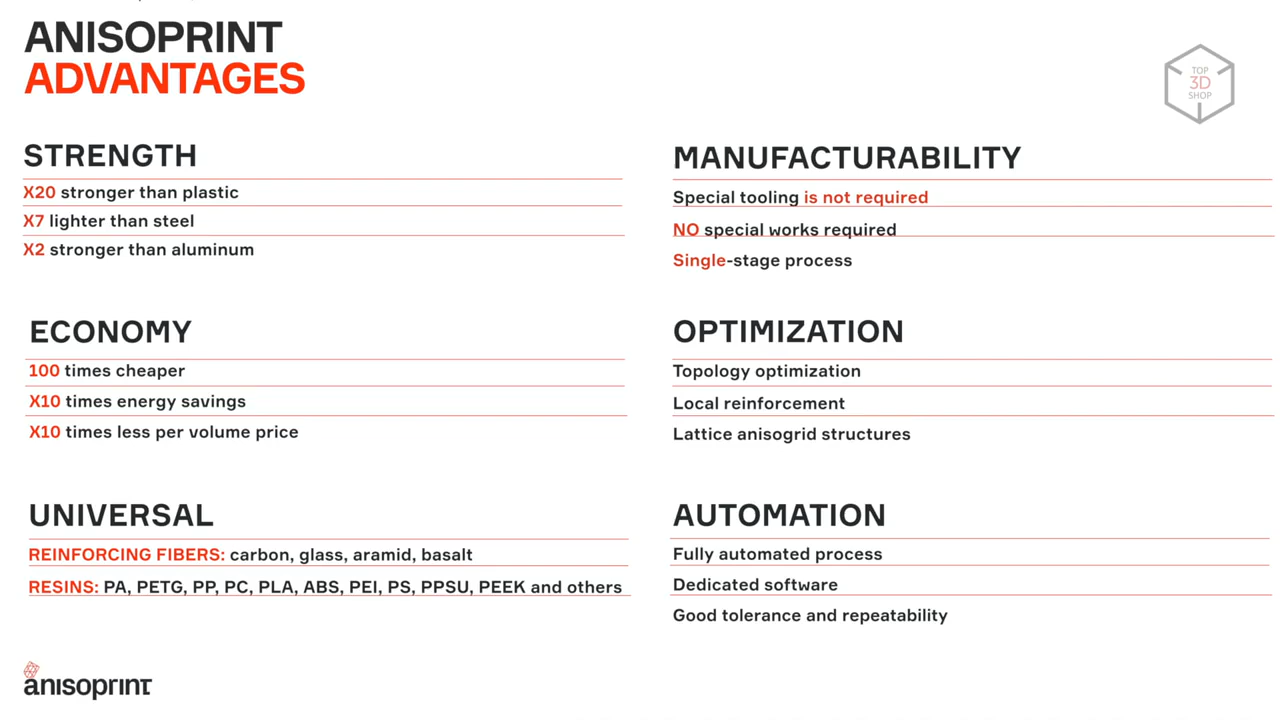 ANISOPRINT
ADVANTAGES
TOP
3D
SHOP
STRENGTH
X20 stronger than plastic
X7 lighter than steel
X2 stronger than aluminum
MANUFACTURABILITY
Special tooling is not required
NO special works required
Single-stage process
ECONOMY
100 times cheaper
X10 times energy savings
X10 times less per volume price
OPTIMIZATION
Topology optimization
Local reinforcement
Lattice anisogrid structures
UNIVERSAL
REINFORCING FIBERS: carbon, glass, aramid, basalt
RESINS: PA, PETG, PP, PC, PLA, ABS, PEI, PS, PPSU, PEEK and others
AUTOMATION
Fully automated process
Dedicated software
Good tolerance and repeatability
anisoprint